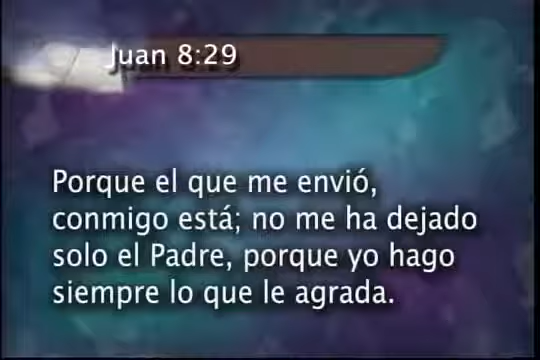 Juan 8:29
Porque el que me envió,
conmigo está; no me ha dejado
solo el Padre, porque yo hago
siempre lo que le agrada.